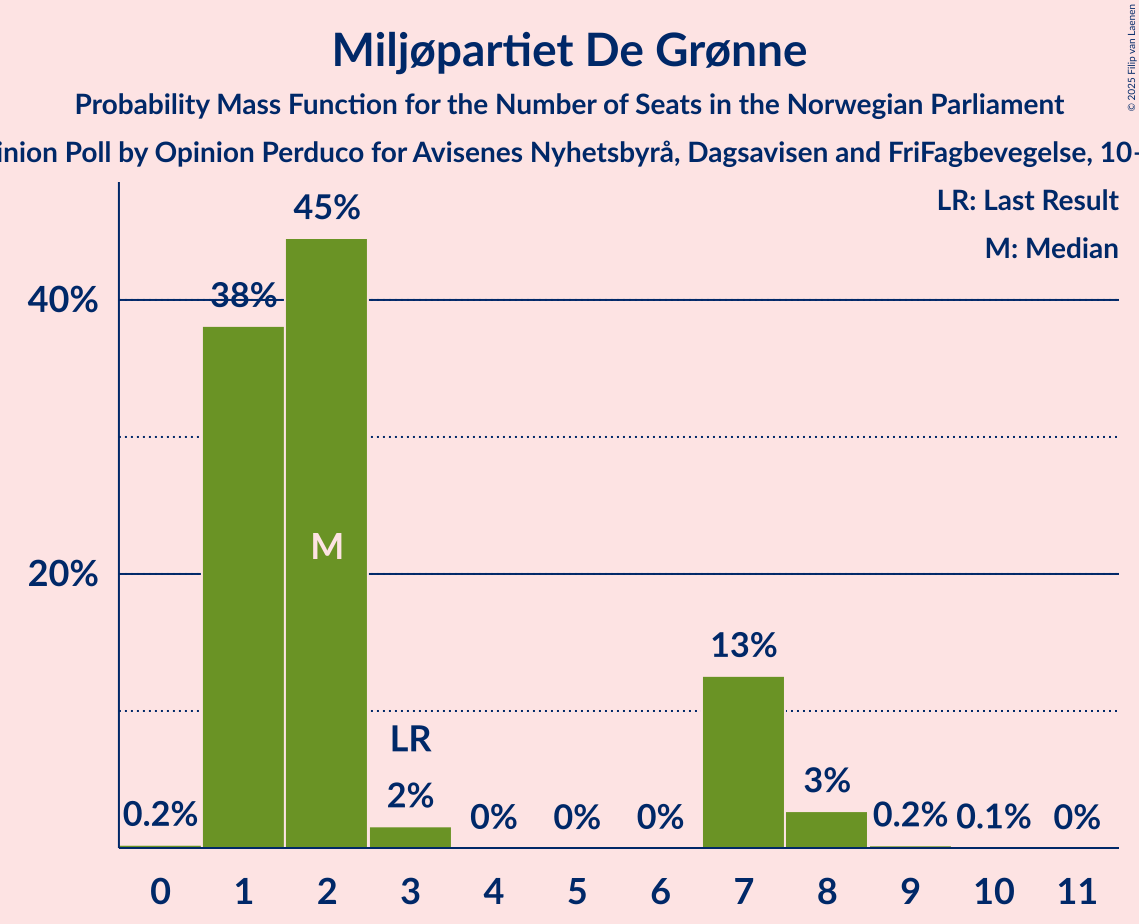 Miljøpartiet De Grønne
Probability Mass Function for the Number of Seats in the Norwegian Parliament
Poll by Opinion Perduco for Avisenes Nyhetsbyrå, Dagsavisen and FriFagbevegelse, 10-
© 2025 Filip van Laenen
LR: Last Result
M: Median
45%
40%
38%
M
20%
13%
LR
3%
2%
0.2%
0%
0%
0%
0.2%
0.1%
0%
0 1 2 3 4 5 6 7 8 9 10 11